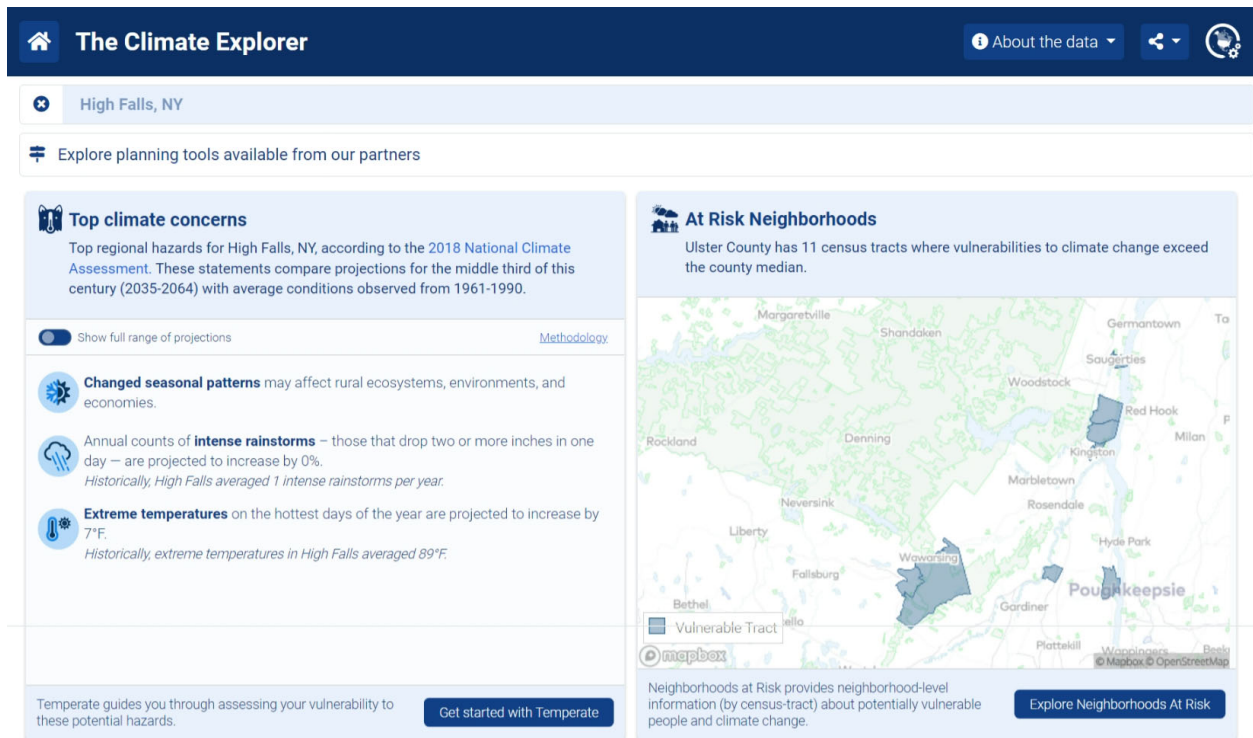 The Climate Explorer
About the data
High Falls, NY
Explore planning tools available from our partners
Top climate concerns
Top regional hazards for High Falls, NY, according to the 2018 National Climate
Assessment. These statements compare projections for the middle third of this
century (2035-2064) with average conditions observed from 1961-1990.
Show full range of projections
Methodology
Changed seasonal patterns may affect rural ecosystems, environments, and
economies.
Annual counts of intense rainstorms – those that drop two or more inches in one
day — are projected to increase by 0%.
Historically, High Falls averaged 1 intense rainstorms per year.
Extreme temperatures on the hottest days of the year are projected to increase by
7°F.
Historically, extreme temperatures in High Falls averaged 89°F.
Temperate guides you through assessing your vulnerability to
these potential hazards.
Get started with Temperate
At Risk Neighborhoods
Ulster County has 11 census tracts where vulnerabilities to climate change exceed
the county median.
Margaretville
Shandaken
Germantown
Ta
Saugerties
Woodstock
Red Hook
P
Rockland
Denning
Milan
Kingston
Marbletown
Neversink
Rosendale
Liberty
Hyde Park
Wawarsing
Fallsburg
Poughkeepsie
Bethel
Gardiner
ello
Vulnerable Tract
Plattekill
Wappingers
Beek
mapbox
© Mapbox © OpenStreetMap
Neighborhoods at Risk provides neighborhood-level
information (by census-tract) about potentially vulnerable
people and climate change.
Explore Neighborhoods At Risk